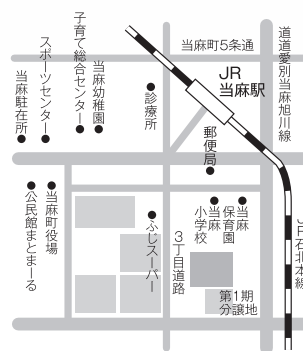 当麻町5条通
道道愛別当麻旭川線
子育て総合センター
スポーツセンター
当麻駐在所
当麻幼稚園
診療所
JR
当麻駅
郵便局
公民館まとまーる
当麻町役場
ふじスーパー
3丁目道路
当麻
小学校
当麻
保育園
第1期
分譲地
JR石北本線